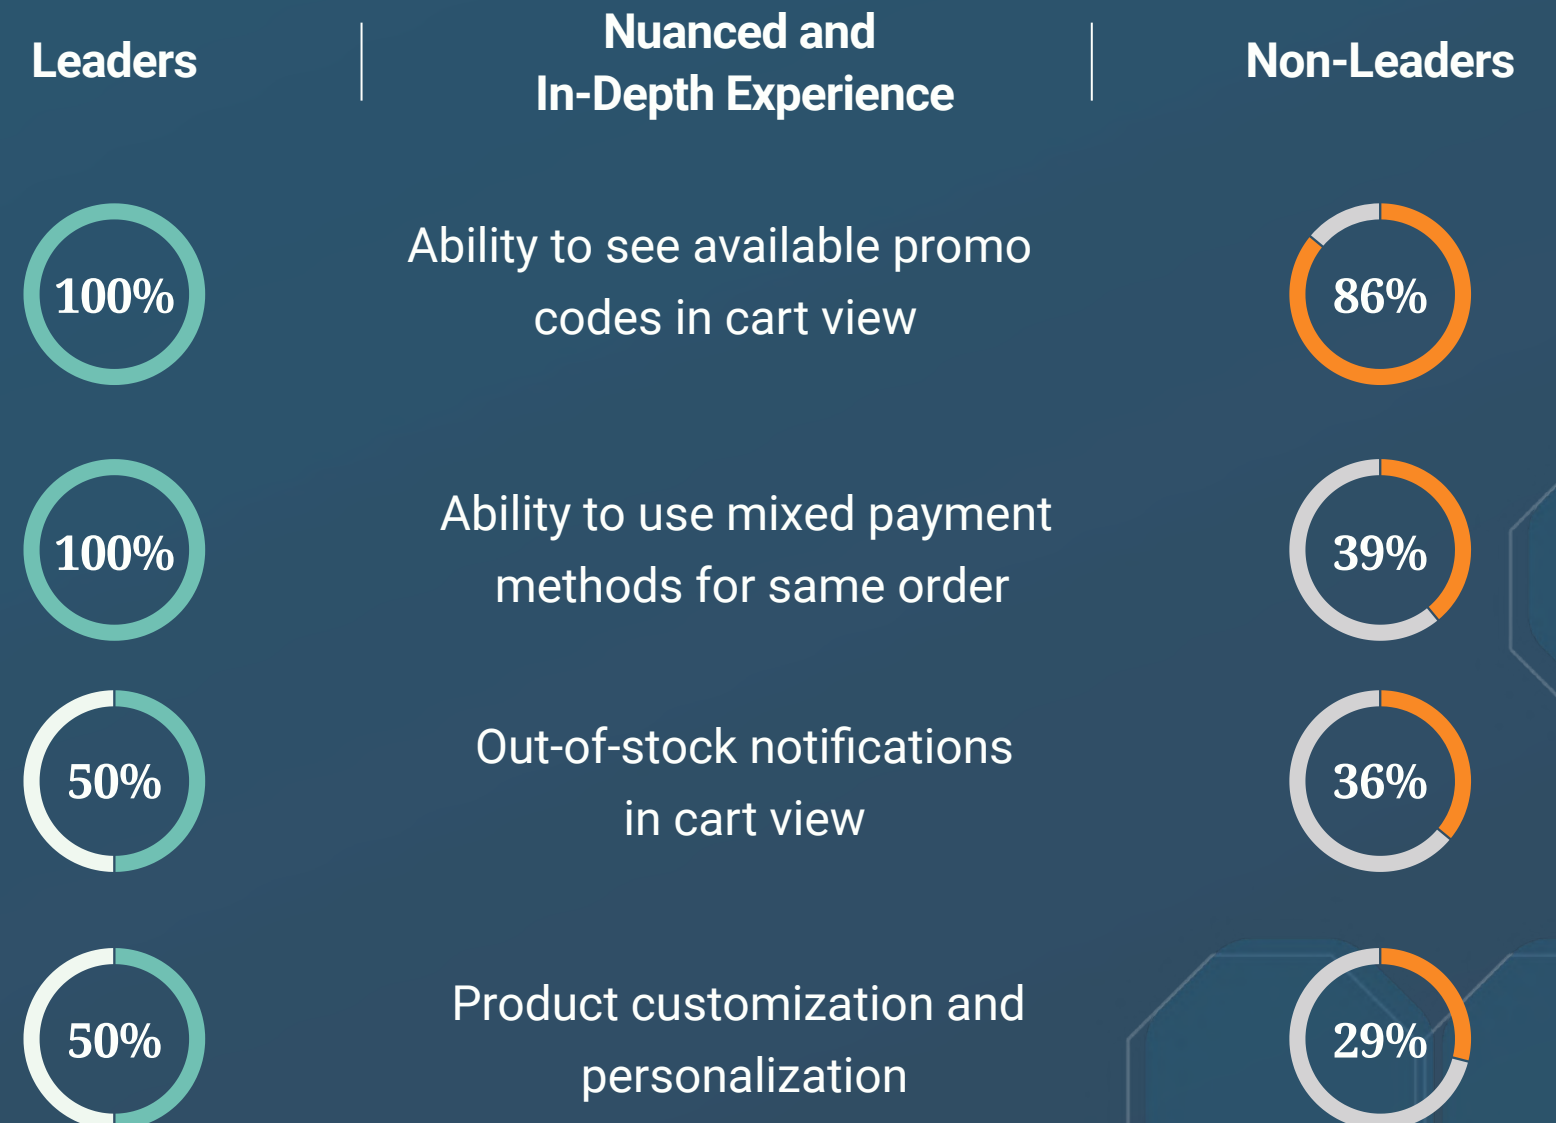 Leaders
Nuanced and
In-Depth Experience
Non-Leaders
100%
Ability to see available promo
codes in cart view
86%
100%
Ability to use mixed payment
methods for same order
39%
50%
Out-of-stock notifications
in cart view
36%
50%
Product customization and
personalization
29%